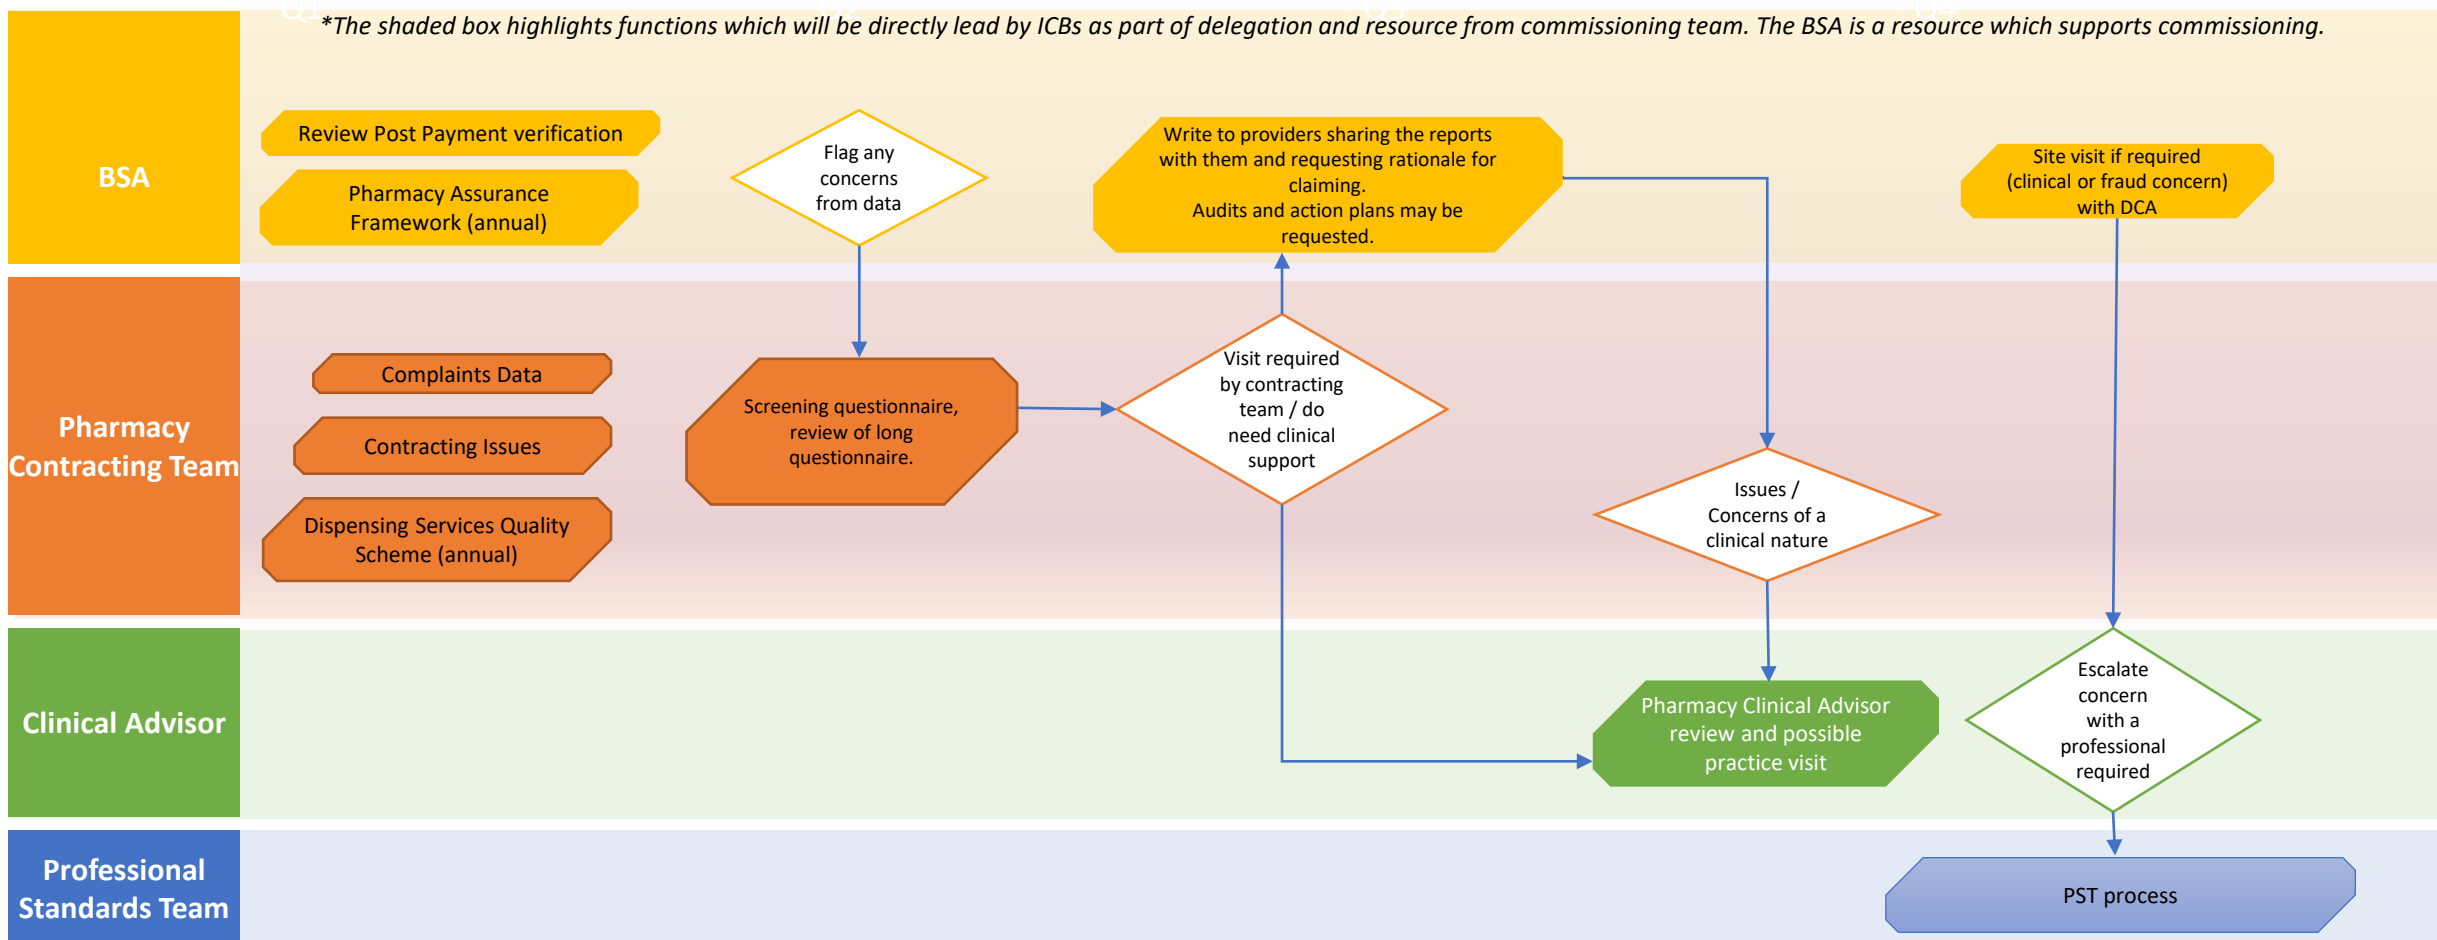 Q1
Q2
Q3
Q4
*The shaded box highlights functions which will be directly lead by ICBs as part of delegation and resource from commissioning team. The BSA is a resource which supports commissioning.
BSA
Review Post Payment verification
Pharmacy Assurance
Framework (annual)
Flag any
concerns
from data
Write to providers sharing the reports
with them and requesting rationale for
claiming.
Audits and action plans may be
requested.
Site visit if required
(clinical or fraud concern)
with DCA
Pharmacy
Contracting Team
Complaints Data
Contracting Issues
Dispensing Services Quality
Scheme (annual)
Screening questionnaire,
review of long
questionnaire.
Visit required
by contracting
team / do
need clinical
support
Issues /
Concerns of a
clinical nature
Clinical Advisor
Pharmacy Clinical Advisor
review and possible
practice visit
Escalate
concern
with a
professional
required
Professional
Standards Team
PST process